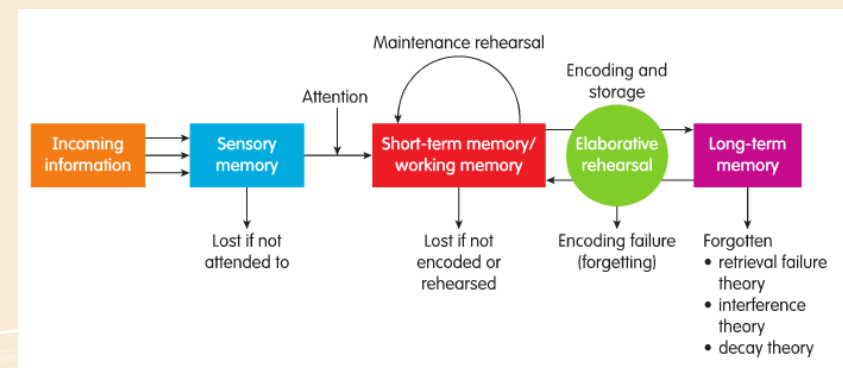 Maintenance rehearsal
Encoding and
storage
Attention
Incoming
information
Sensory
memory
Short-term memory/
working memory
Elaborative
rehearsal
Long-term
memory
Lost if not
attended to
Lost if not
encoded or
rehearsed
Encoding failure
(forgetting)
Forgotten
• retrieval failure
theory
• interference
theory
• decay theory